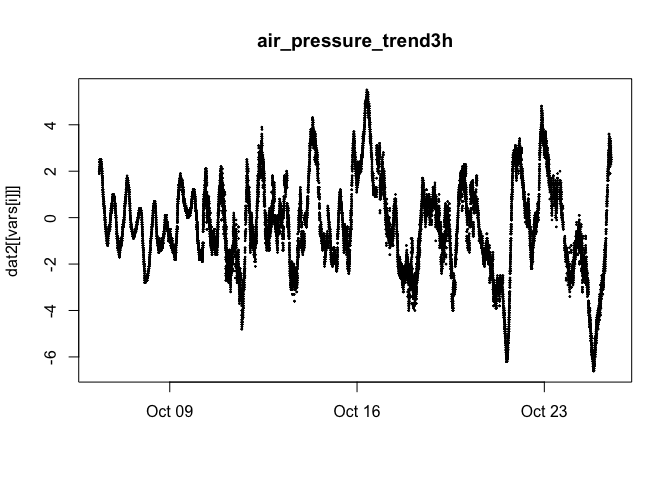 air_pressure_trend3h
dat2[[vars[i]]]
4
2
0
-2
-4
-6
Oct 09
Oct 16
Oct 23